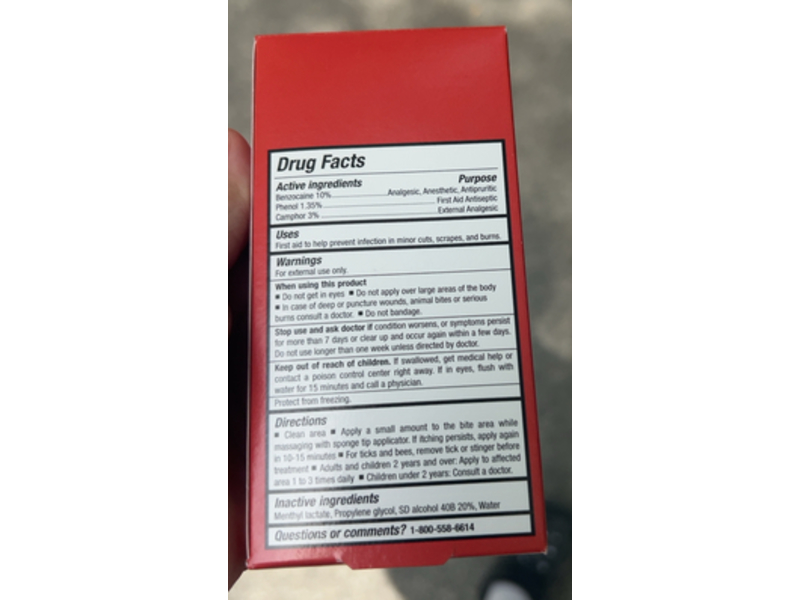 Drug Facts
Active ingredients Purpose
Benzocaine 10% Analgesic, Anesthetic, Antipruritic
Phenol 1.35% First Aid Antiseptic
Camphor 3% External Analgesic
Uses
First aid to help prevent infection in minor cuts, scrapes, and burns.
Warnings
For external use only.
When using this product
■ Do not get in eyes ■ Do not apply over large areas of the body
■ In case of deep or puncture wounds, animal bites or serious
burns consult a doctor. ■ Do not bandage.
Stop use and ask doctor if condition worsens, or symptoms persist
for more than 7 days or clear up and occur again within a few days.
Do not use longer than one week unless directed by doctor.
Keep out of reach of children. If swallowed, get medical help or
contact a poison control center right away. If in eyes, flush with
water for 15 minutes and call a physician.
Protect from freezing.
Directions
■ Clean area ■ Apply a small amount to the bite area while
massaging with sponge tip applicator. If itching persists, apply again
in 10-15 minutes ■ For ticks and bees, remove tick or stinger before
treatment ■ Adults and children 2 years and over: Apply to affected
area 1 to 3 times daily ■ Children under 2 years: Consult a doctor.
Inactive ingredients
Menthyl lactate, Propylene glycol, SD alcohol 40B 20%, Water
Questions or comments? 1-800-558-6614